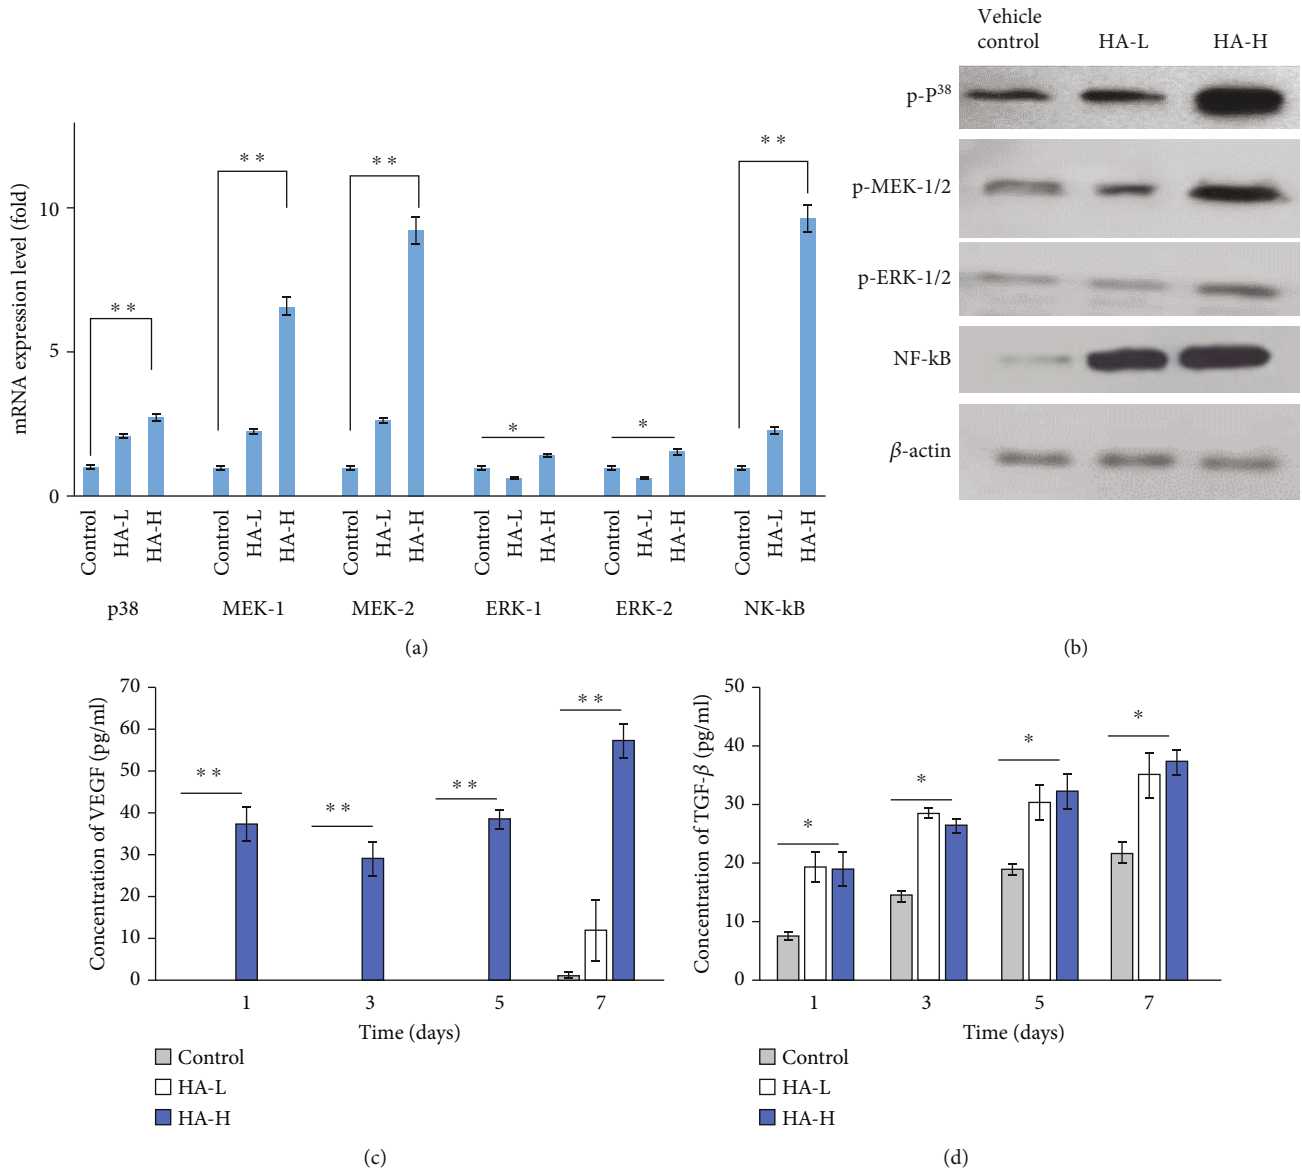 mRNA expression level (fold)
10
5
0
* *
* *
* *
*
*
* *
Control
HA-L
HA-H
Control
HA-L
HA-H
Control
HA-L
HA-H
Control
HA-L
HA-H
Control
HA-L
HA-H
Control
HA-L
HA-H
p38
MEK-1
MEK-2
ERK-1
ERK-2
NK-kB
(a)
Vehicle
control
HA-L
HA-H
p-P³⁸
p-MEK-1/2
p-ERK-1/2
NF-kB
β-actin
(b)
Concentration of VEGF (pg/ml)
70
60
50
40
30
20
10
0
* *
* *
* *
* *
1
3
5
7
Time (days)
Control
HA-L
HA-H
(c)
Concentration of TGF-β (pg/ml)
50
40
30
20
10
0
*
*
*
*
1
3
5
7
Time (days)
Control
HA-L
HA-H
(d)